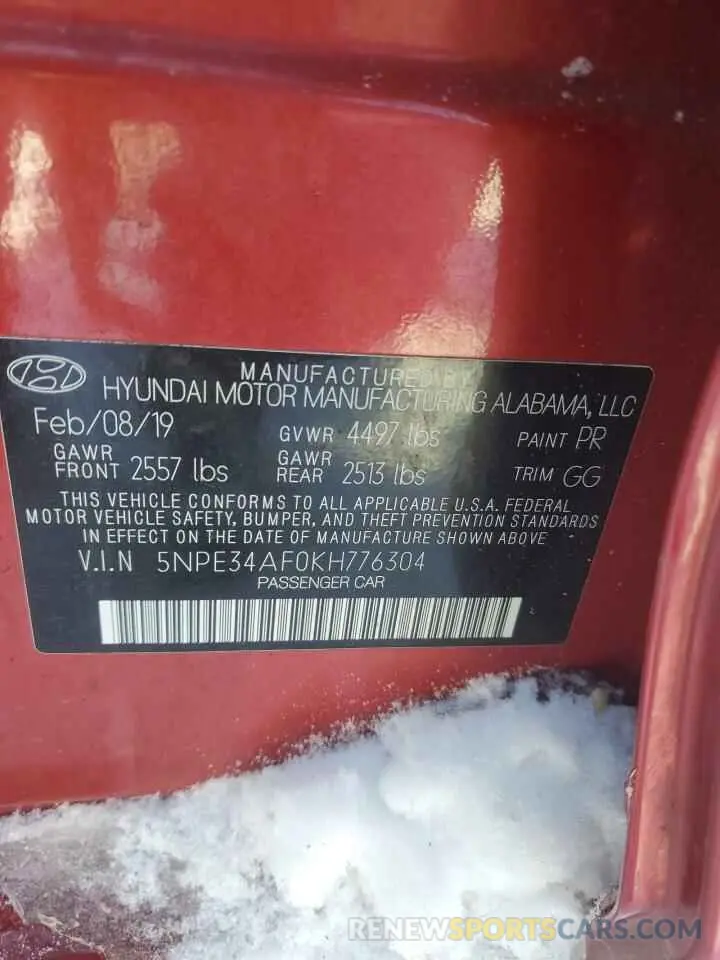 MANUFACTURED BY
HYUNDAI MOTOR MANUFACTURING ALABAMA, LLC
Feb/08/19 GVWR 4497 lbs PAINT PR
GAWR FRONT 2557 lbs GAWR REAR 2513 lbs TRIM GG
THIS VEHICLE CONFORMS TO ALL APPLICABLE U.S.A. FEDERAL
MOTOR VEHICLE SAFETY, BUMPER, AND THEFT PREVENTION STANDARDS
IN EFFECT ON THE DATE OF MANUFACTURE SHOWN ABOVE
V.I.N 5NPE34AF0KH776304
PASSENGER CAR
RENEWSPORTSCARS.COM